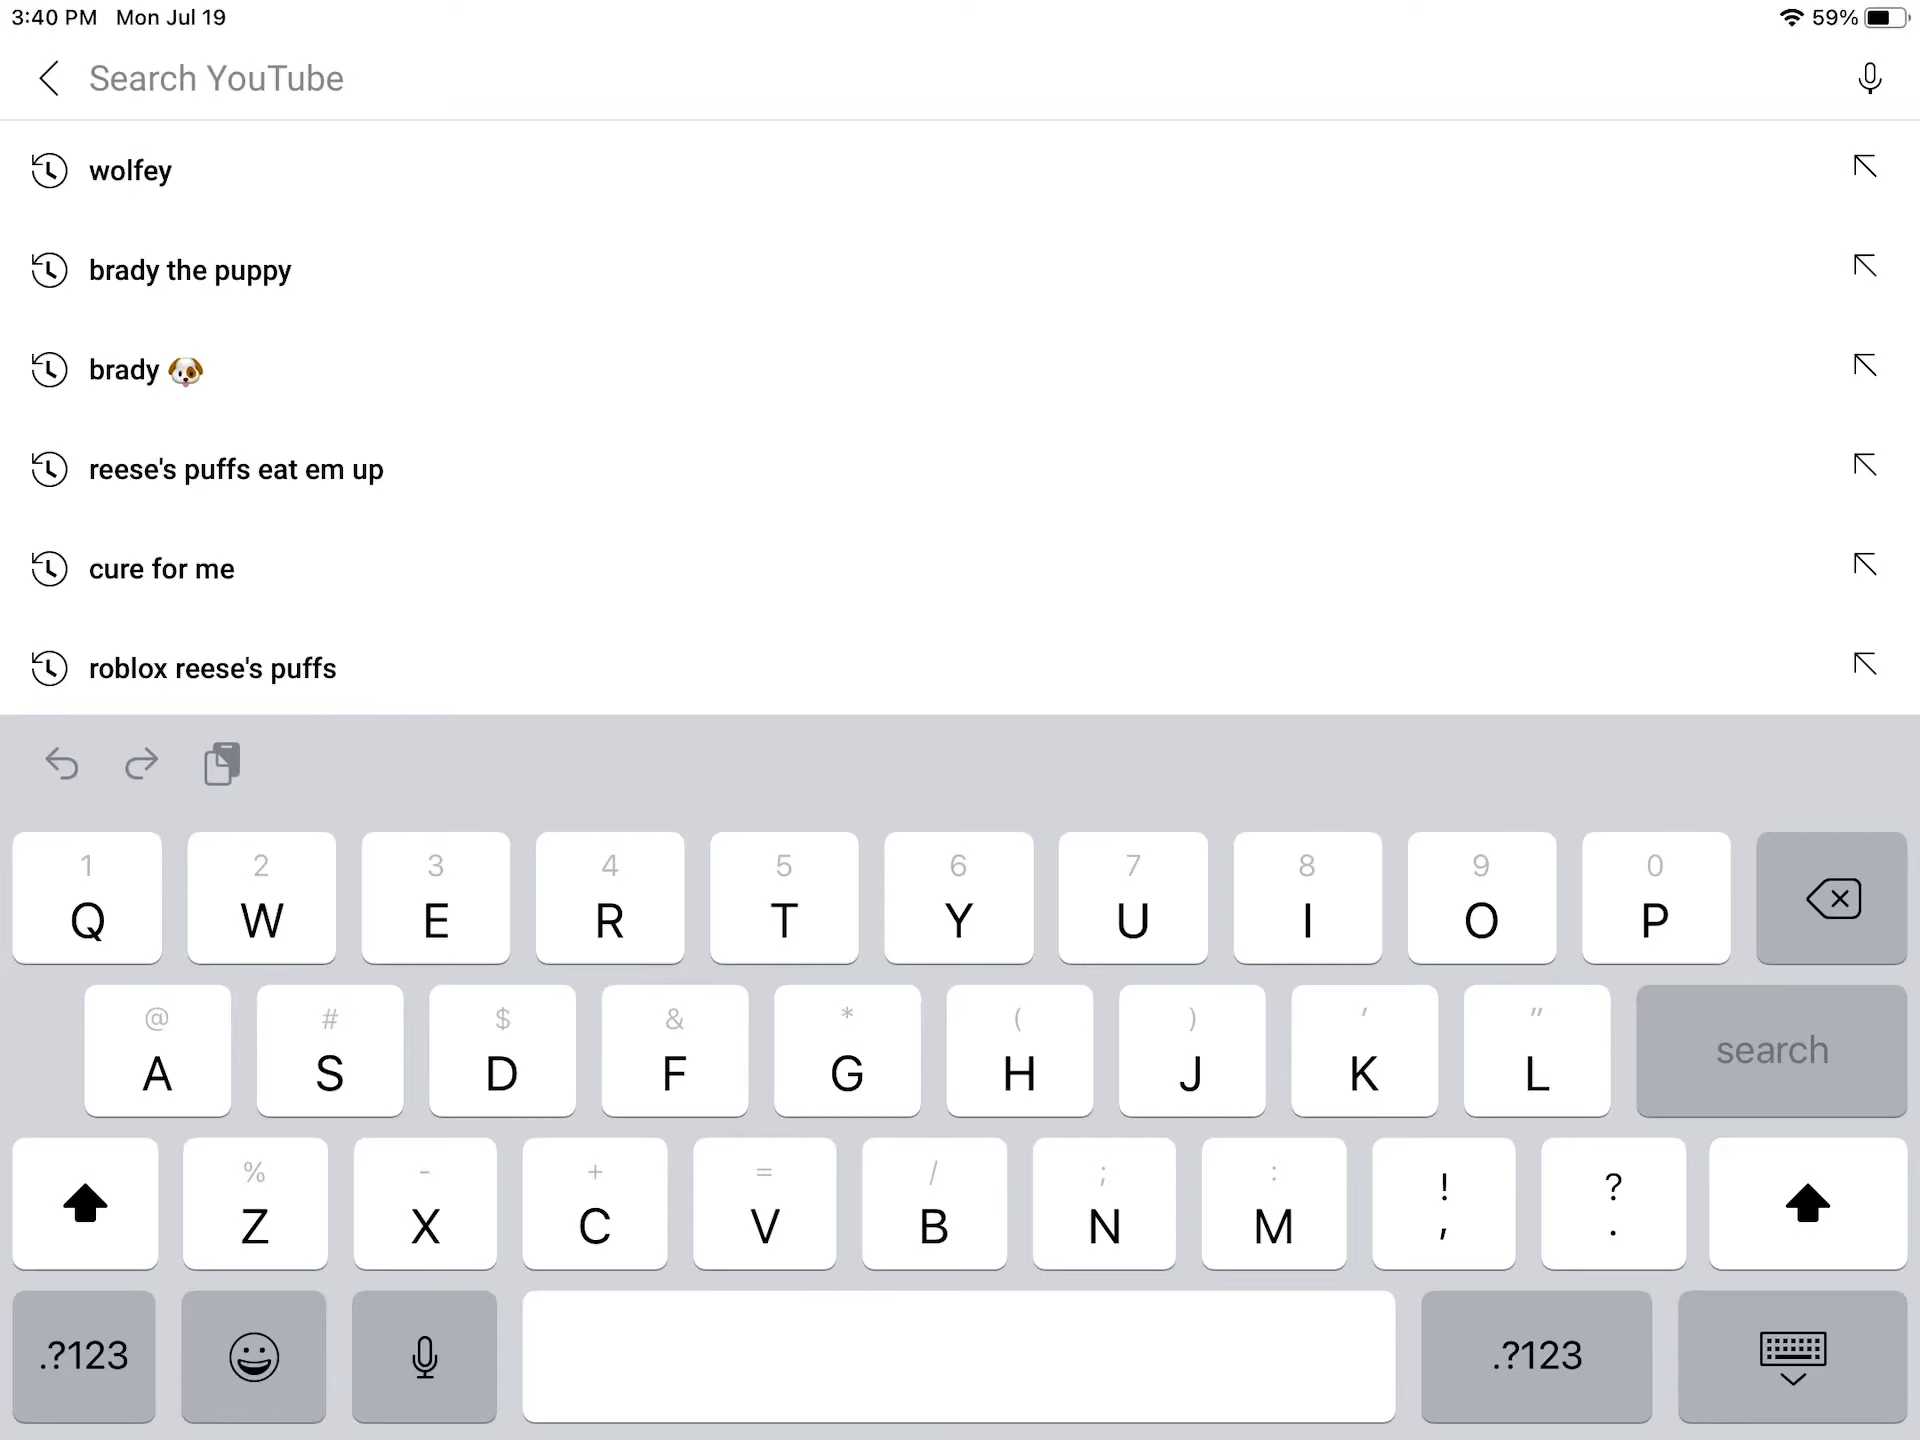 3:40 PM Mon Jul 19 59%
Search YouTube
wolfey
brady the puppy
brady 🐶
reese's puffs eat em up
cure for me
roblox reese's puffs
1 2 3 4 5 6 7 8 9 0
Q W E R T Y U I O P
@ # $ & * ( ) ' "
A S D F G H J K L search
% - + = / ; : ! ?
Z X C V B N M , .
.?123 .?123